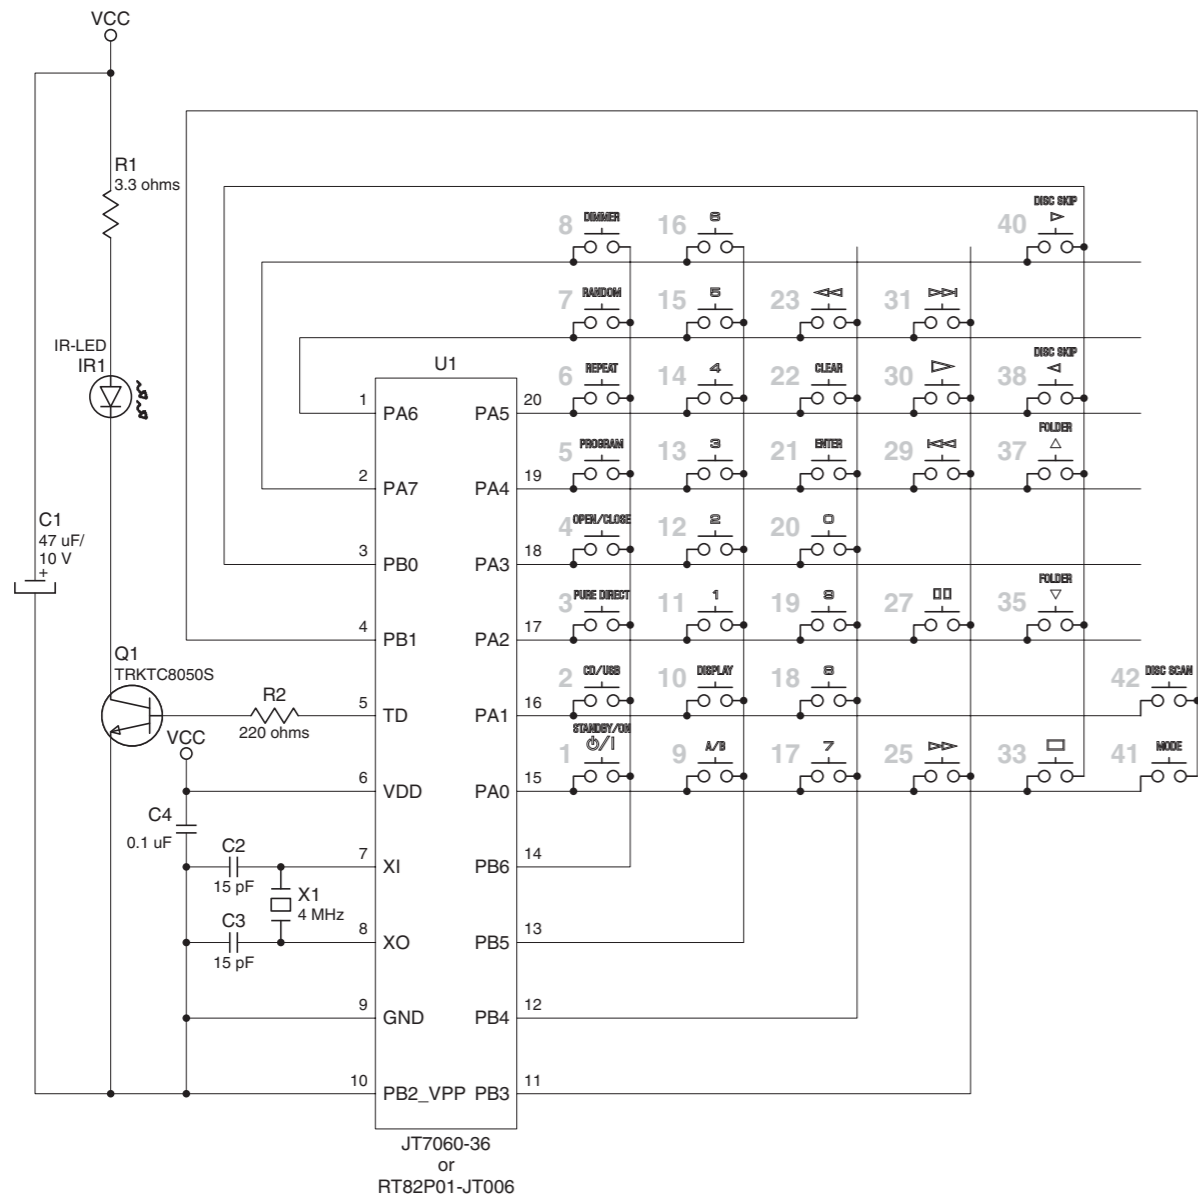 VCC
R1
3.3 ohms
DISC SKIP
8 DIMMER 16 6 40
7 RANDOM 15 5 23 31
IR-LED
IR1
U1
DISC SKIP
6 REPEAT 14 4 22 CLEAR 30 38
1 PA6 PA5 20
FOLDER
5 PROGRAM 13 3 21 ENTER 29 37
2 PA7 PA4 19
C1
47 uF/
10 V
+
4 OPEN/CLOSE 12 2 20 0
3 PB0 PA3 18
FOLDER
3 PURE DIRECT 11 1 19 9 27 35
4 PB1 PA2 17
Q1
TRKTC8050S
2 CD/USB 10 DISPLAY 18 8 42 DISC SCAN
R2
220 ohms
5 TD PA1 16
STANDBY/ON
1 ⏻/I 9 A/B 17 7 25 33 41 MODE
VCC
6 VDD PA0 15
C4
0.1 uF
C2
15 pF
7 XI PB6 14
X1
4 MHz
C3
15 pF
8 XO PB5 13
9 GND PB4 12
10 PB2_VPP PB3 11
JT7060-36
or
RT82P01-JT006